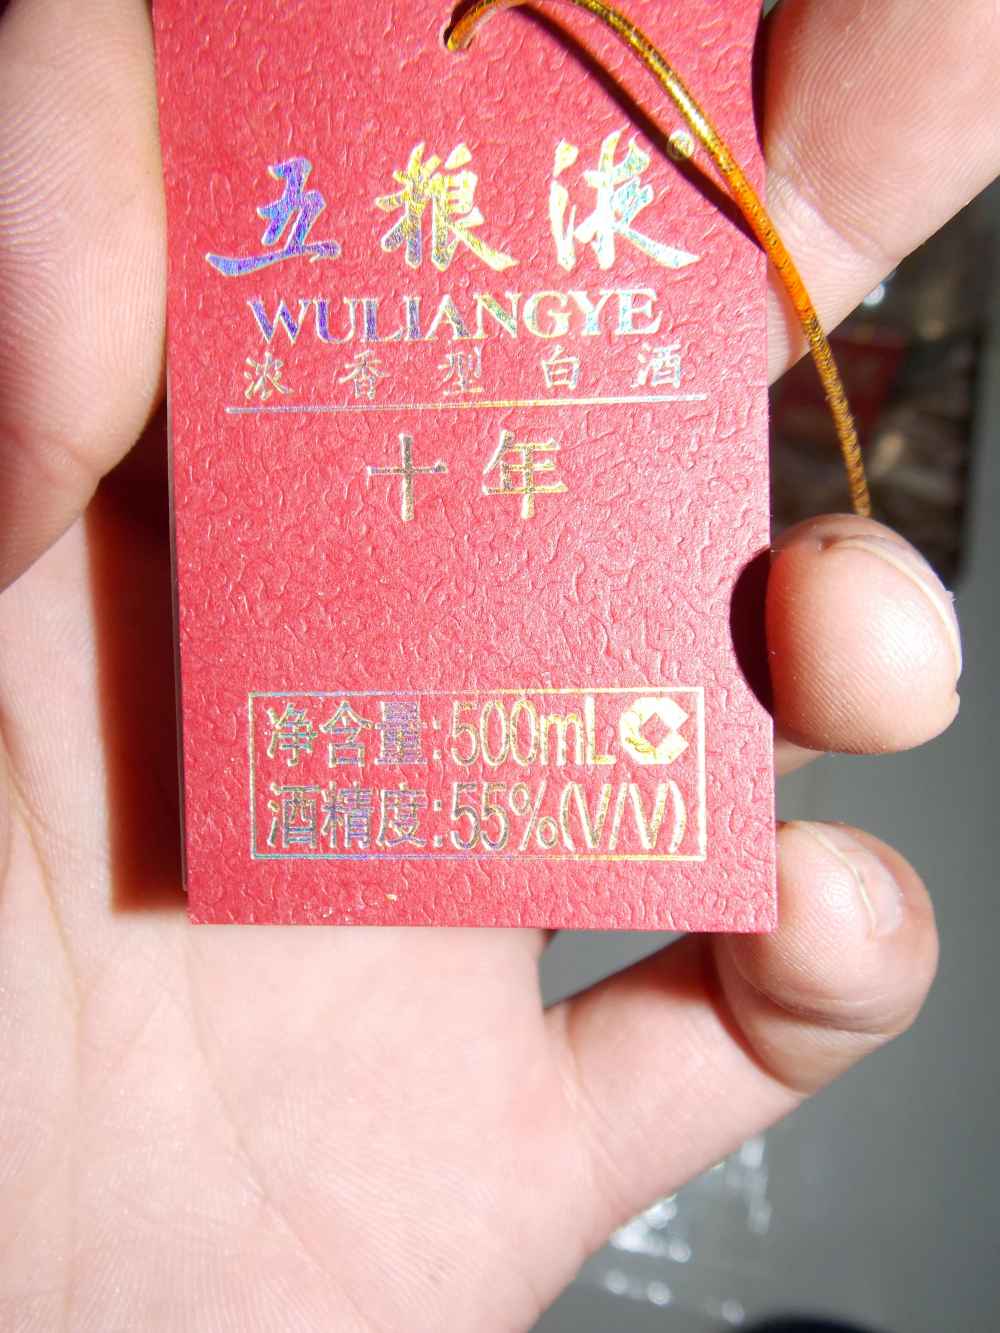 五粮液®
WULIANGYE
浓香型白酒
十年
净含量:500mL
酒精度:55%(V/V)